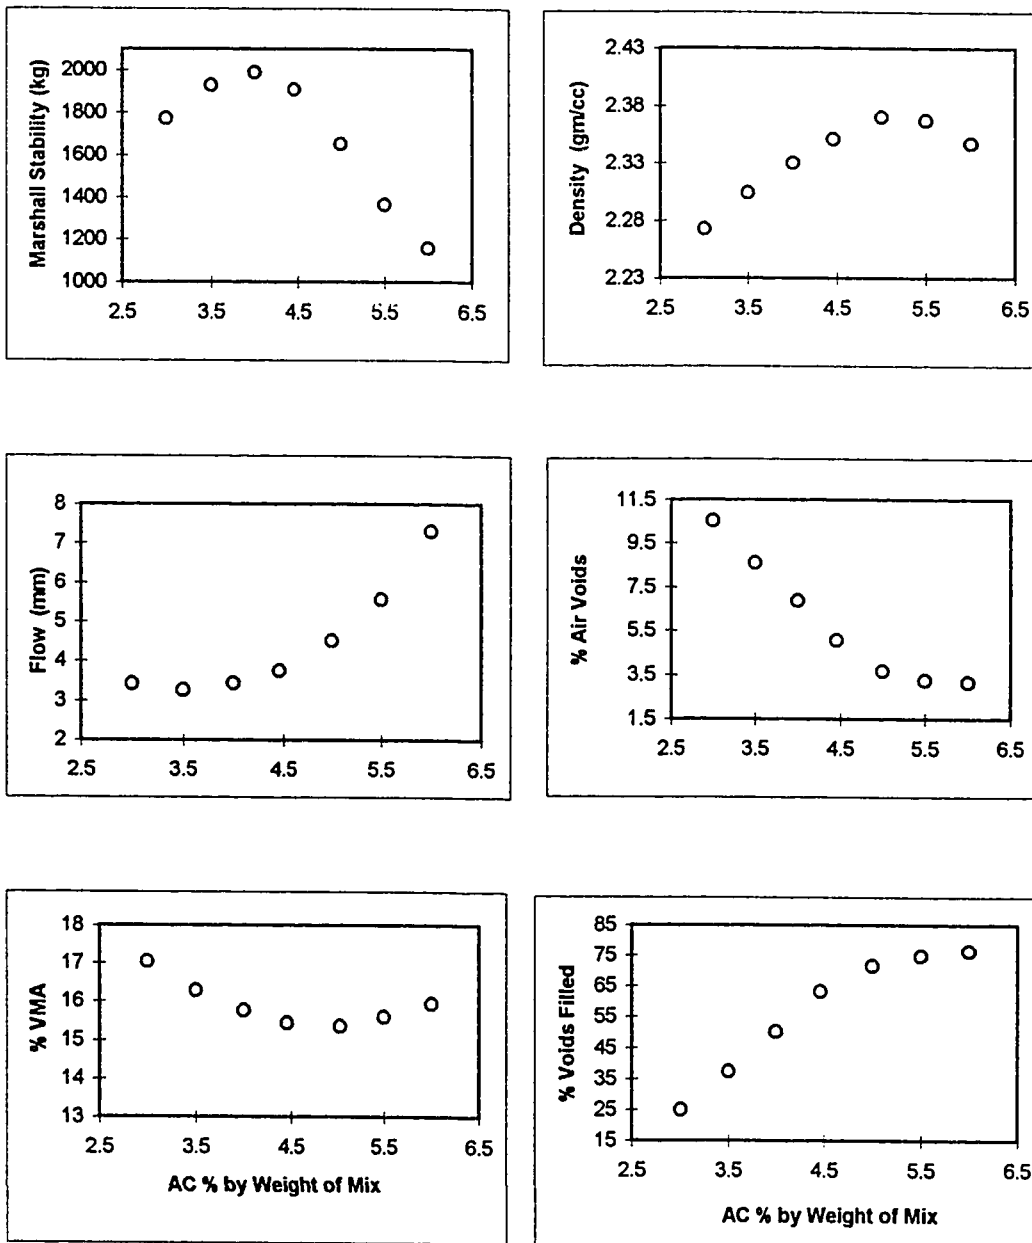 Marshall Stability (kg)
2000
1800
1600
1400
1200
1000
2.5 3.5 4.5 5.5 6.5
Density (gm/cc)
2.43
2.38
2.33
2.28
2.23
2.5 3.5 4.5 5.5 6.5
Flow (mm)
8
7
6
5
4
3
2
2.5 3.5 4.5 5.5 6.5
% Air Voids
11.5
9.5
7.5
5.5
3.5
1.5
2.5 3.5 4.5 5.5 6.5
% VMA
18
17
16
15
14
13
2.5 3.5 4.5 5.5 6.5
AC % by Weight of Mix
% Voids Filled
85
75
65
55
45
35
25
15
2.5 3.5 4.5 5.5 6.5
AC % by Weight of Mix